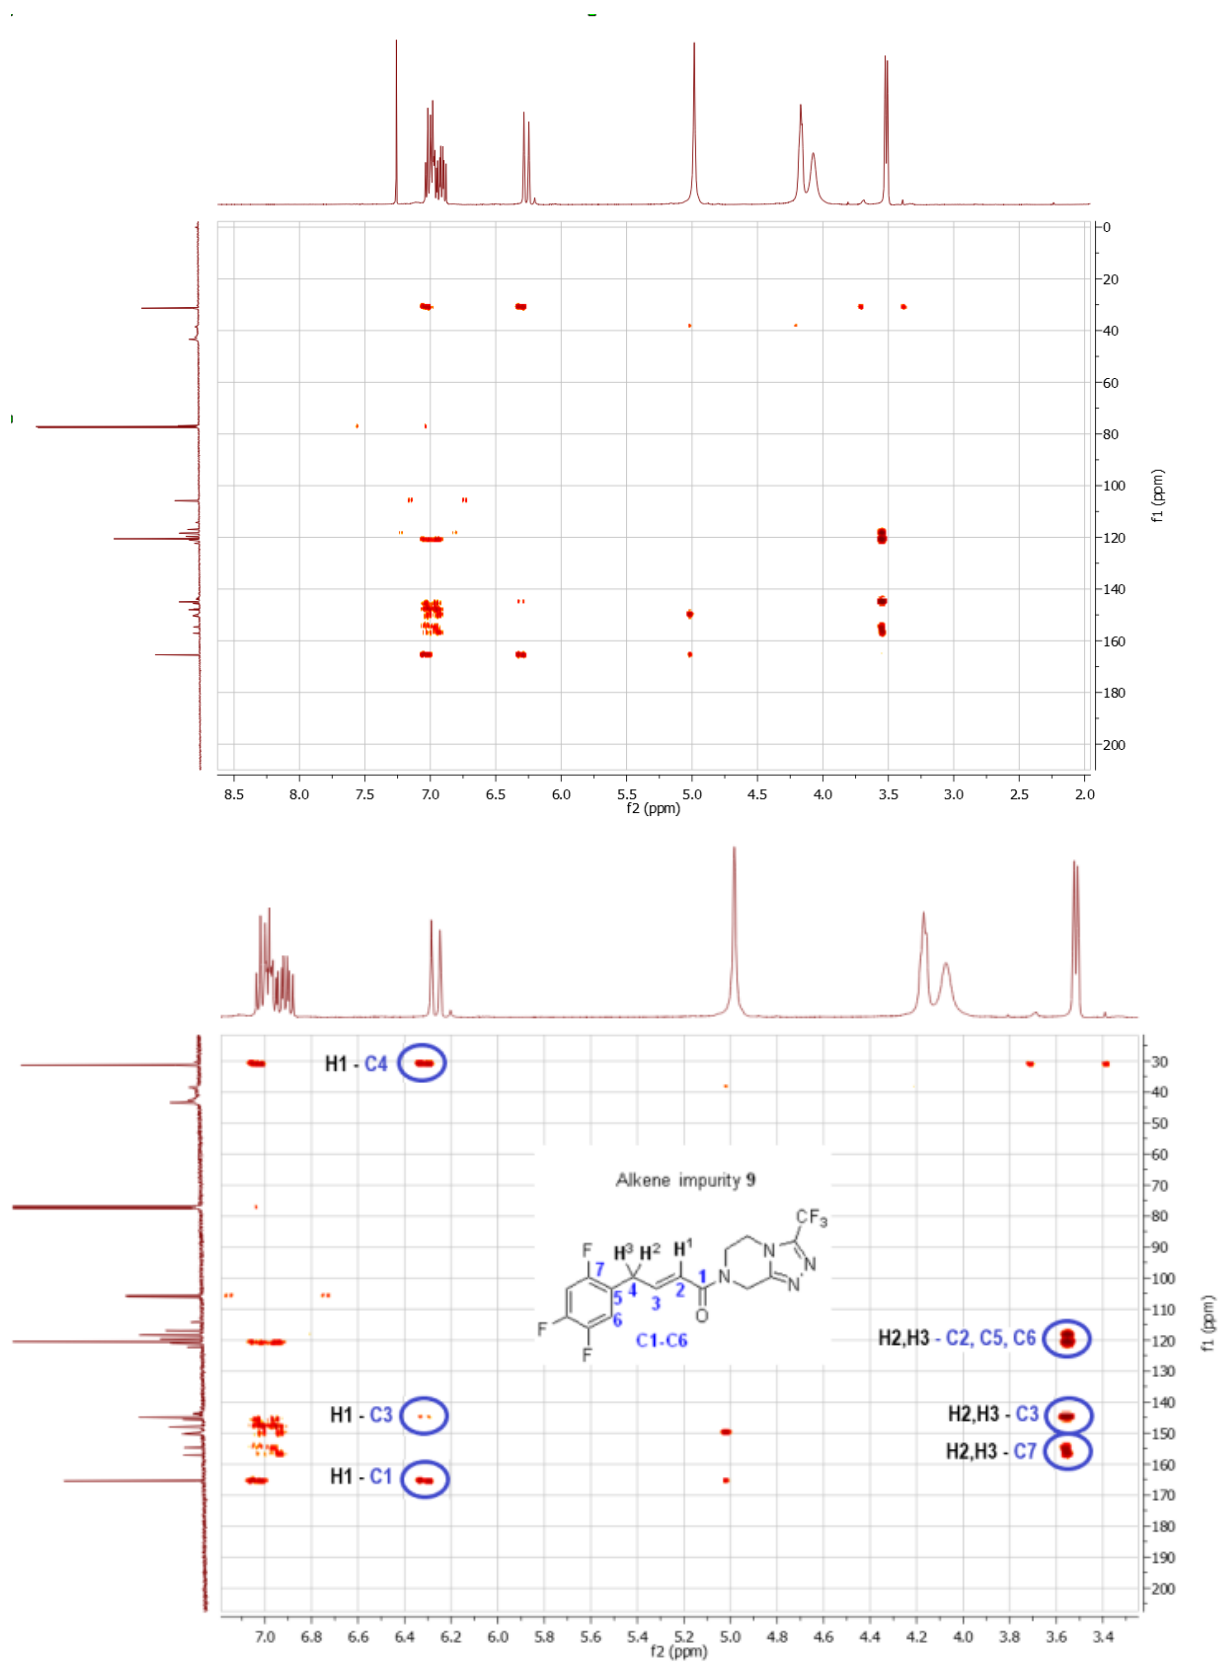 0
20
40
60
80
100
120
140
160
180
200
f1 (ppm)
8.5 8.0 7.5 7.0 6.5 6.0 5.5 5.0 4.5 4.0 3.5 3.0 2.5 2.0
f2 (ppm)
H1 - C4
30
40
50
60
70
80
90
100
110
120
130
140
150
160
170
180
190
200
f1 (ppm)
Alkene impurity 9
CF3
F H3 H2 H1
7 4 1 N N
5 3 2 N N
6 O
F
F
C1-C6
H2,H3 - C2, C5, C6
H1 - C3
H2,H3 - C3
H2,H3 - C7
H1 - C1
7.0 6.8 6.6 6.4 6.2 6.0 5.8 5.6 5.4 5.2 5.0 4.8 4.6 4.4 4.2 4.0 3.8 3.6 3.4
f2 (ppm)